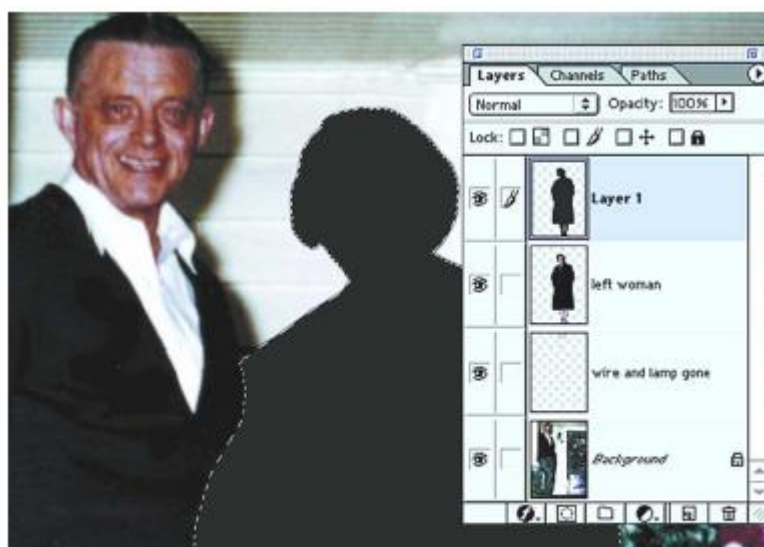 Layers Channels Paths
Normal Opacity: 100%
Lock:
Layer 1
left woman
wire and lamp gone
Background